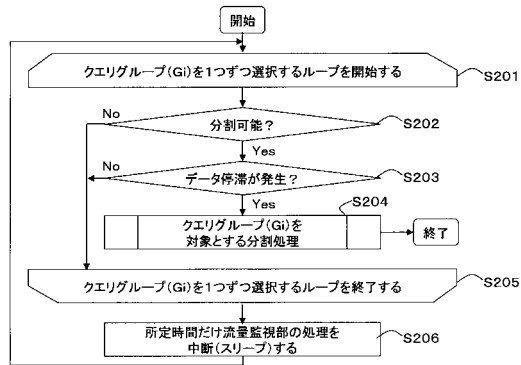 開始
クエリグループ(Gi)を1つずつ選択するループを開始する
S201
No
分割可能?
S202
Yes
No
データ停滞が発生?
S203
Yes
S204
クエリグループ(Gi)を
対象とする分割処理
終了
クエリグループ(Gi)を1つずつ選択するループを終了する
S205
所定時間だけ流量監視部の処理を
中断(スリープ)する
S206